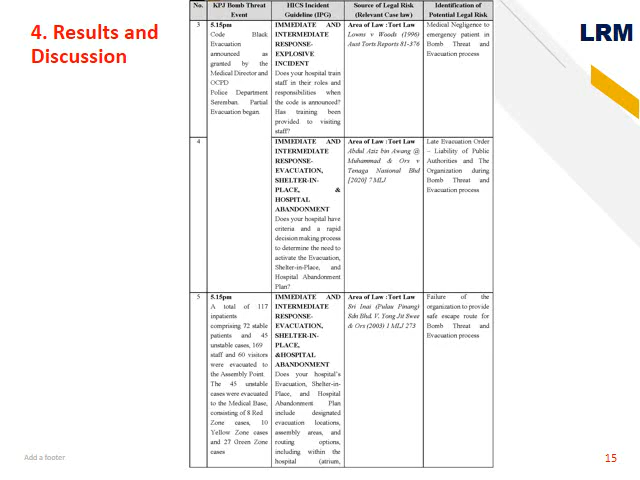 4. Results and
Discussion
LRM
No.
KPJ Bomb Threat
Event
HICS Incident
Guideline (IPG)
Source of Legal Risk
(Relevant Case law)
Identification of
Potential Legal Risk
3
5.15pm
Code Black
Evacuation
announced as
granted by the
Medical Director and
OCPD
Police Department
Seremban. Partial
Evacuation began.
IMMEDIATE AND
INTERMEDIATE
RESPONSE-
EXPLOSIVE
INCIDENT
Does your hospital train
staff in their roles and
responsibilities when
the code is announced?
Has training been
provided to visiting
staff?
Area of Law :Tort Law
Lowns v Woods (1996)
Aust Torts Reports 81-376
Medical Negligence to
emergency patient in
Bomb Threat and
Evacuation process
4
IMMEDIATE AND
INTERMEDIATE
RESPONSE-
EVACUATION,
SHELTER-IN-
PLACE, &
HOSPITAL
ABANDONMENT
Does your hospital have
criteria and a rapid
decision making process
to determine the need to
activate the Evacuation,
Shelter-in-Place, and
Hospital Abandonment
Plan?
Area of Law :Tort Law
Abdul Aziz bin Awang @
Muhammad & Ors v
Tenaga Nasional Bhd
[2020] 7 MLJ
Late Evacuation Order
– Liability of Public
Authorities and The
Organization during
Bomb Threat and
Evacuation process
5
5.15pm
A total of 117
inpatients
comprising 72 stable
patients and 45
unstable cases, 169
staff and 60 visitors
were evacuated to
the Assembly Point.
The 45 unstable
cases were evacuated
to the Medical Base,
consisting of 8 Red
Zone cases, 10
Yellow Zone cases
and 27 Green Zone
cases
IMMEDIATE AND
INTERMEDIATE
RESPONSE-
EVACUATION,
SHELTER-IN-
PLACE,
&HOSPITAL
ABANDONMENT
Does your hospital's
Evacuation, Shelter-in-
Place, and Hospital
Abandonment Plan
include designated
evacuation locations,
assembly areas, and
routing options,
including within the
hospital (atrium,
Area of Law :Tort Law
Sri Inai (Pulau Pinang)
Sdn Bhd. V. Yong Jit Swee
& Ors (2003) 1 MLJ 273
Failure of the
organization to provide
safe escape route for
Bomb Threat and
Evacuation process
Add a footer
15